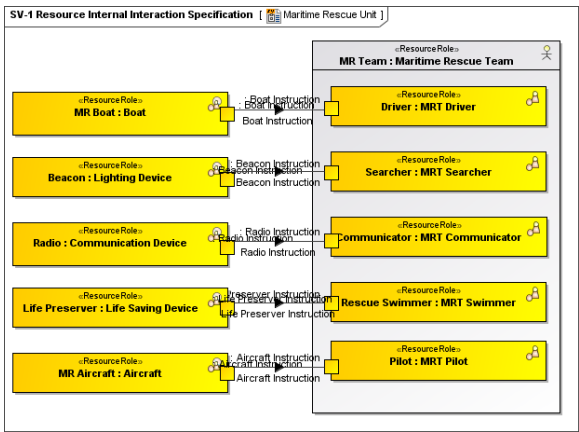 SV-1 Resource Internal Interaction Specification [ Maritime Rescue Unit ]
«ResourceRole»
MR Team : Maritime Rescue Team
«ResourceRole»
MR Boat : Boat
: Boat Instruction
: Boat Instruction
Boat Instruction
«ResourceRole»
Driver : MRT Driver
«ResourceRole»
Beacon : Lighting Device
: Beacon Instruction
Beacon Instruction
Beacon Instruction
«ResourceRole»
Searcher : MRT Searcher
«ResourceRole»
Radio : Communication Device
: Radio Instruction
Radio Instruction
Radio Instruction
«ResourceRole»
Communicator : MRT Communicator
«ResourceRole»
Life Preserver : Life Saving Device
Preserver Instruction
Life Preserver Instruction
Life Preserver Instruction
«ResourceRole»
Rescue Swimmer : MRT Swimmer
«ResourceRole»
MR Aircraft : Aircraft
: Aircraft Instruction
Aircraft Instruction
Aircraft Instruction
«ResourceRole»
Pilot : MRT Pilot